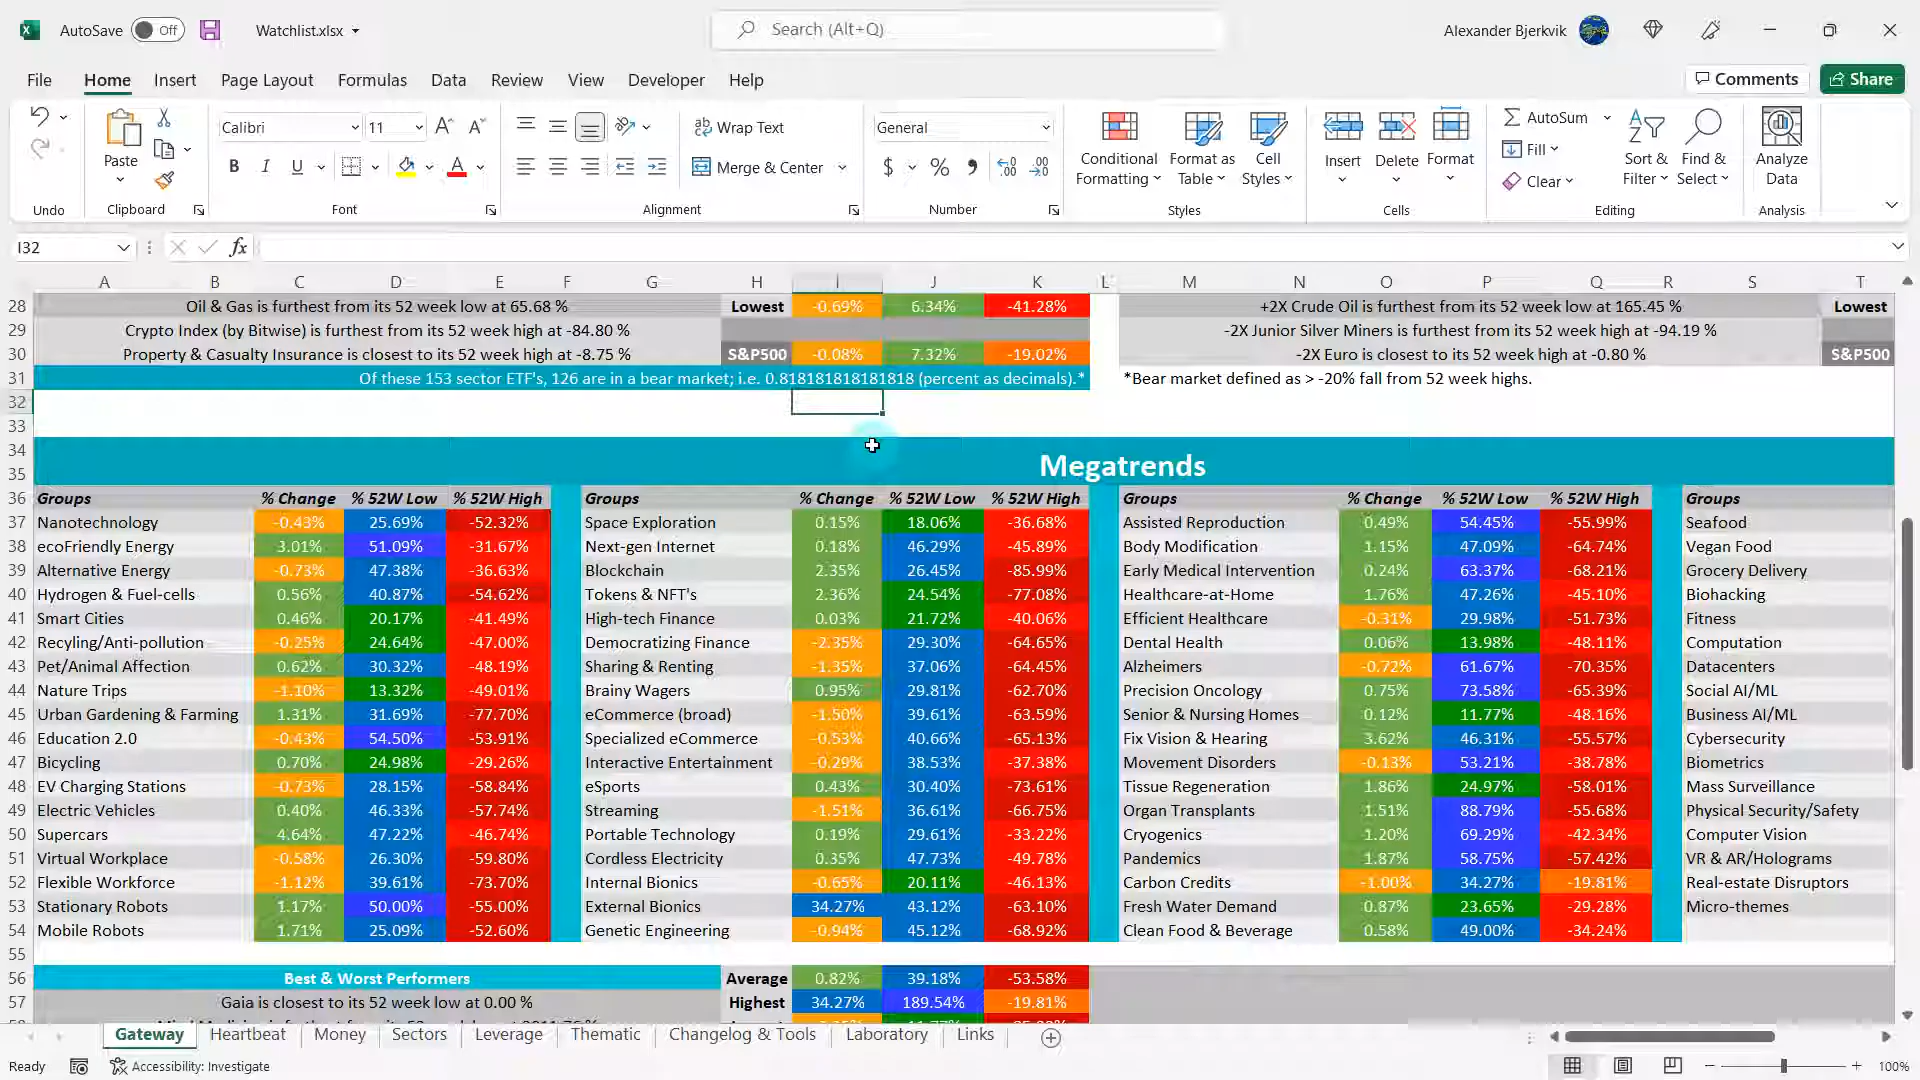 AutoSave Off Watchlist.xlsx Search (Alt+Q) Alexander Bjerkvik
File Home Insert Page Layout Formulas Data Review View Developer Help Comments Share
Calibri 11 Wrap Text General AutoSum
Paste B I U Merge & Center $ % Conditional Formatting Format as Table Cell Styles Insert Delete Format Fill Clear Sort & Filter Find & Select Analyze Data
Undo Clipboard Font Alignment Number Styles Cells Editing Analysis
I32 fx
A B C D E F G H I J K L M N O P Q R S T
28 Oil & Gas is furthest from its 52 week low at 65.68 % Lowest -0.69% 6.34% -41.28% +2X Crude Oil is furthest from its 52 week low at 165.45 % Lowest
29 Crypto Index (by Bitwise) is furthest from its 52 week high at -84.80 % -2X Junior Silver Miners is furthest from its 52 week high at -94.19 %
30 Property & Casualty Insurance is closest to its 52 week high at -8.75 % S&P500 -0.08% 7.32% -19.02% -2X Euro is closest to its 52 week high at -0.80 % S&P500
31 Of these 153 sector ETF's, 126 are in a bear market; i.e. 0.818181818181818 (percent as decimals).* *Bear market defined as > -20% fall from 52 week highs.
32
33
34
Megatrends
35
36 Groups % Change % 52W Low % 52W High Groups % Change % 52W Low % 52W High Groups % Change % 52W Low % 52W High Groups
37 Nanotechnology -0.43% 25.69% -52.32% Space Exploration 0.15% 18.06% -36.68% Assisted Reproduction 0.49% 54.45% -55.99% Seafood
38 ecoFriendly Energy 3.01% 51.09% -31.67% Next-gen Internet 0.18% 46.29% -45.89% Body Modification 1.15% 47.09% -64.74% Vegan Food
39 Alternative Energy -0.73% 47.38% -36.63% Blockchain 2.35% 26.45% -85.99% Early Medical Intervention 0.24% 63.37% -68.21% Grocery Delivery
40 Hydrogen & Fuel-cells 0.56% 40.87% -54.62% Tokens & NFT's 2.36% 24.54% -77.08% Healthcare-at-Home 1.76% 47.26% -45.10% Biohacking
41 Smart Cities 0.46% 20.17% -41.49% High-tech Finance 0.03% 21.72% -40.06% Efficient Healthcare -0.31% 29.98% -51.73% Fitness
42 Recyling/Anti-pollution -0.25% 24.64% -47.00% Democratizing Finance -2.35% 29.30% -64.65% Dental Health 0.06% 13.98% -48.11% Computation
43 Pet/Animal Affection 0.62% 30.32% -48.19% Sharing & Renting -1.35% 37.06% -64.45% Alzheimers -0.72% 61.67% -70.35% Datacenters
44 Nature Trips -1.10% 13.32% -49.01% Brainy Wagers 0.95% 29.81% -62.70% Precision Oncology 0.75% 73.58% -65.39% Social AI/ML
45 Urban Gardening & Farming 1.31% 31.69% -77.70% eCommerce (broad) -1.50% 39.61% -63.59% Senior & Nursing Homes 0.12% 11.77% -48.16% Business AI/ML
46 Education 2.0 -0.43% 54.50% -53.91% Specialized eCommerce -0.53% 40.66% -65.13% Fix Vision & Hearing 3.62% 46.31% -55.57% Cybersecurity
47 Bicycling 0.70% 24.98% -29.26% Interactive Entertainment -0.29% 38.53% -37.38% Movement Disorders -0.13% 53.21% -38.78% Biometrics
48 EV Charging Stations -0.73% 28.15% -58.84% eSports 0.43% 30.40% -73.61% Tissue Regeneration 1.86% 24.97% -58.01% Mass Surveillance
49 Electric Vehicles 0.40% 46.33% -57.74% Streaming -1.51% 36.61% -66.75% Organ Transplants 1.51% 88.79% -55.68% Physical Security/Safety
50 Supercars 4.64% 47.22% -46.74% Portable Technology 0.19% 29.61% -33.22% Cryogenics 1.20% 69.29% -42.34% Computer Vision
51 Virtual Workplace -0.58% 26.30% -59.80% Cordless Electricity 0.35% 47.73% -49.78% Pandemics 1.87% 58.75% -57.42% VR & AR/Holograms
52 Flexible Workforce -1.12% 39.61% -73.70% Internal Bionics -0.65% 20.11% -46.13% Carbon Credits -1.00% 34.27% -19.81% Real-estate Disruptors
53 Stationary Robots 1.17% 50.00% -55.00% External Bionics 34.27% 43.12% -63.10% Fresh Water Demand 0.87% 23.65% -29.28% Micro-themes
54 Mobile Robots 1.71% 25.09% -52.60% Genetic Engineering -0.94% 45.12% -68.92% Clean Food & Beverage 0.58% 49.00% -34.24%
55
56 Best & Worst Performers Average 0.82% 39.18% -53.58%
57 Gaia is closest to its 52 week low at 0.00 % Highest 34.27% 189.54% -19.81%
Gateway Heartbeat Money Sectors Leverage Thematic Changelog & Tools Laboratory Links
Ready Accessibility: Investigate 100%